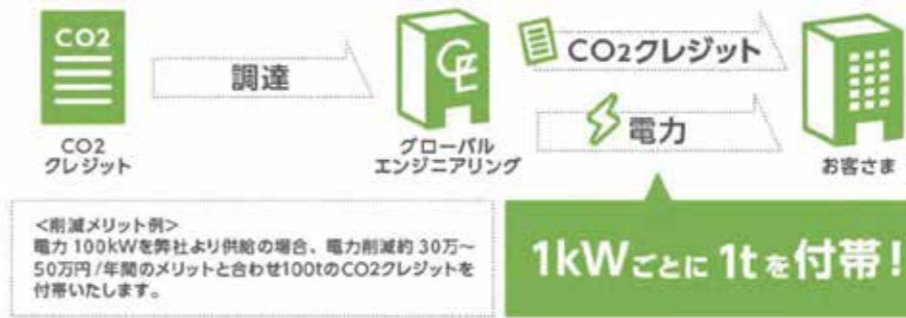 CO2
CO2
クレジット
調達
GE
グローバル
エンジニアリング
CO2クレジット
電力
お客さま
<削減メリット例>
電力 100kWを弊社より供給の場合、電力削減約 30万~
50万円/年間のメリットと合わせ100tのCO2クレジットを
付帯いたします。
1kWごとに 1tを付帯!